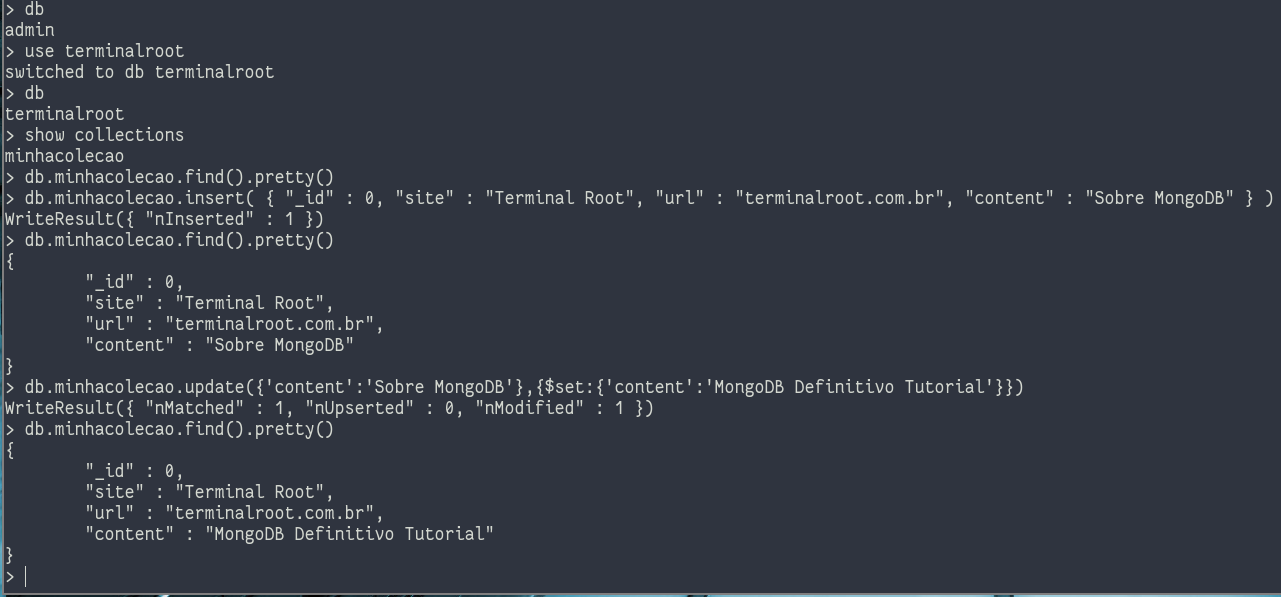 > db
admin
> use terminalroot
switched to db terminalroot
> db
terminalroot
> show collections
minhacolecao
> db.minhacolecao.find().pretty()
> db.minhacolecao.insert( { "_id" : 0, "site" : "Terminal Root", "url" : "terminalroot.com.br", "content" : "Sobre MongoDB" } )
WriteResult({ "nInserted" : 1 })
> db.minhacolecao.find().pretty()
{
        "_id" : 0,
        "site" : "Terminal Root",
        "url" : "terminalroot.com.br",
        "content" : "Sobre MongoDB"
}
> db.minhacolecao.update({'content':'Sobre MongoDB'},{$set:{'content':'MongoDB Definitivo Tutorial'}})
WriteResult({ "nMatched" : 1, "nUpserted" : 0, "nModified" : 1 })
> db.minhacolecao.find().pretty()
{
        "_id" : 0,
        "site" : "Terminal Root",
        "url" : "terminalroot.com.br",
        "content" : "MongoDB Definitivo Tutorial"
}
>